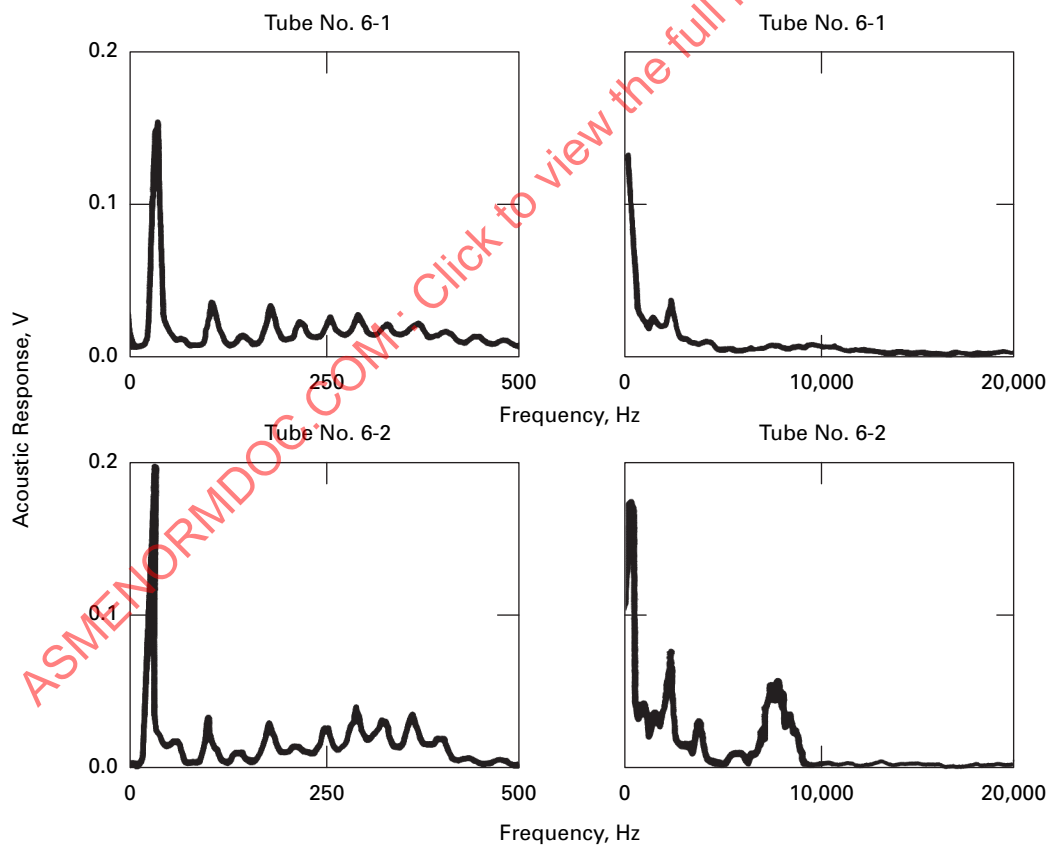 Tube No. 6-1
Tube No. 6-1
0.2
0.1
0.0
0
250
500
0
10,000
20,000
Frequency, Hz
Acoustic Response, V
Tube No. 6-2
Tube No. 6-2
0.2
0.1
0.0
0
250
500
0
10,000
20,000
Frequency, Hz
ASMENORMDOC.COM : Click to view the full